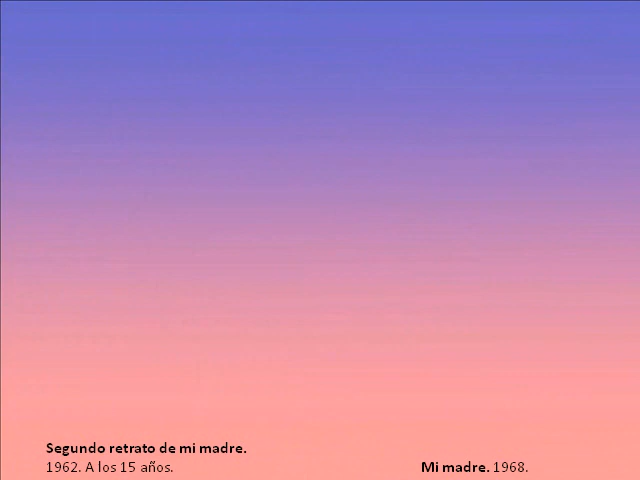 Segundo retrato de mi madre.
1962. A los 15 años.
Mi madre. 1968.